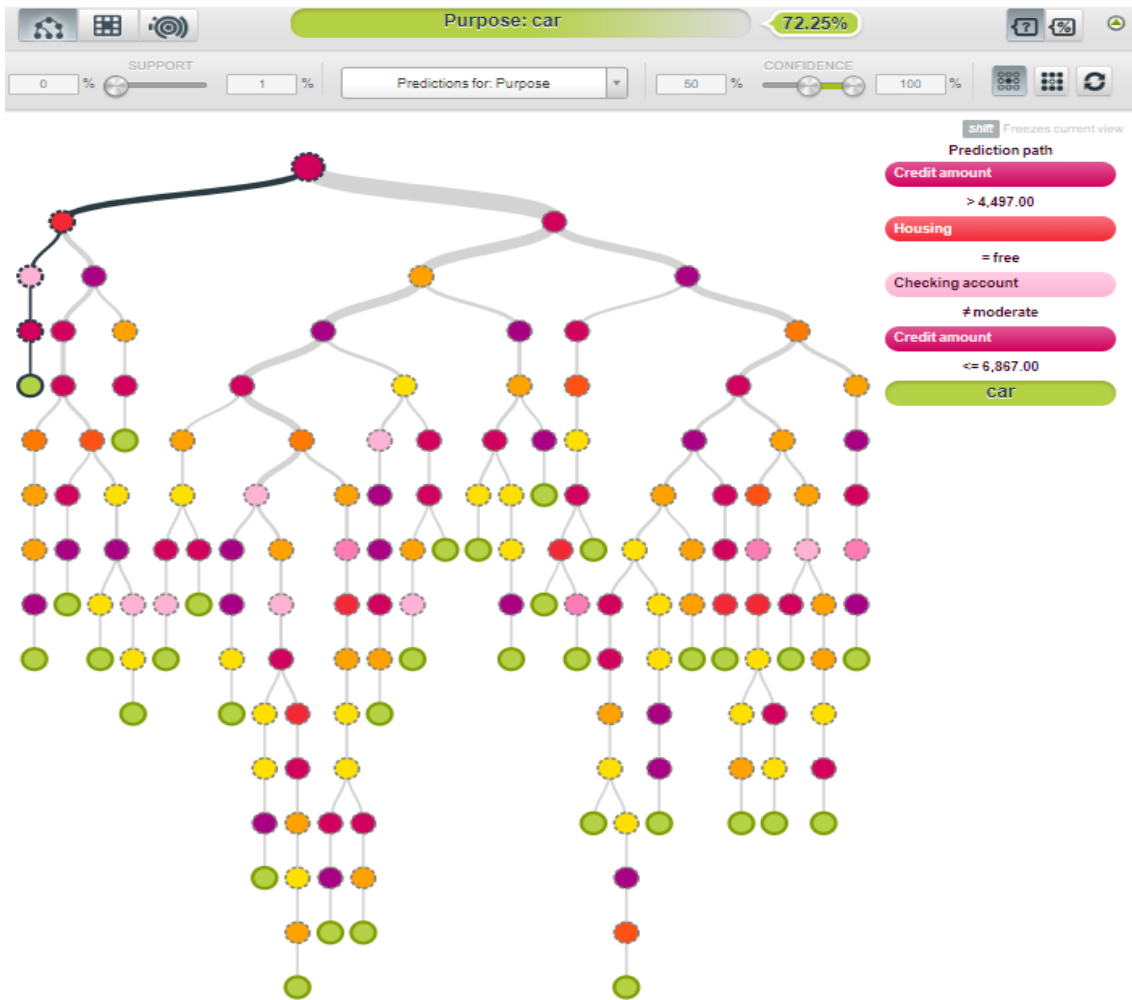 Purpose: car
72.25%
? %
SUPPORT
CONFIDENCE
0 % 1 % Predictions for: Purpose 50 % 100 %
Shift Freezes current view
Prediction path
Credit amount
> 4,497.00
Housing
= free
Checking account
≠ moderate
Credit amount
<= 6,867.00
car